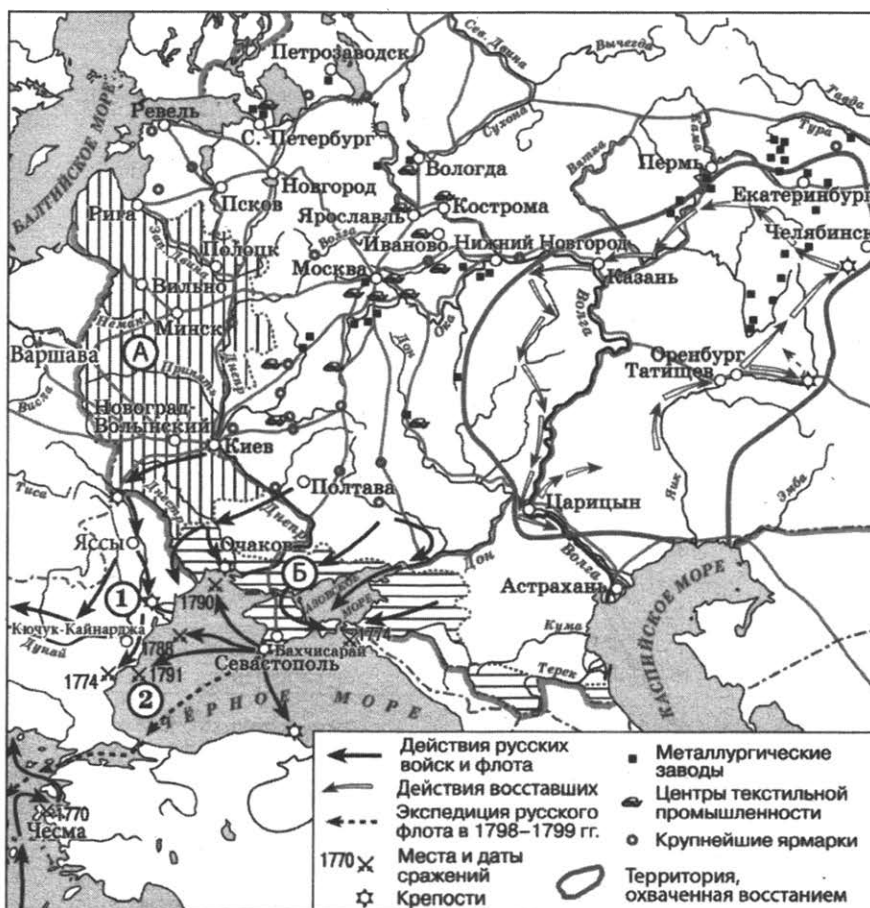 Петрозаводск
Сев. Двина
Вычегда
Тавда
Ревель
С. Петербург
Сухона
Кама
Тура
БАЛТИЙСКОЕ МОРЕ
Вологда
Вятка
Пермь
Новгород
Екатеринбург
Рига
Псков
Ярославль
Кострома
Волга
Иваново
Нижний Новгород
Челябинск
Зап. Двина
Полоцк
Москва
Казань
Вильно
Ока
Волга
Неман
Минск
Дон
Варшава
А
Днепр
Оренбург
Татищев
Припять
Висла
Новоград-
Волынский
Киев
Полтава
Яик
Эмба
Тиса
Днестр
Днепр
Царицын
Яссы
Очаков
Дон
Волга
Б
Астрахань
1
1790
АЗОВСКОЕ
МОРЕ
КАСПИЙСКОЕ МОРЕ
Кючук-Кайнарджа
1774
Кума
Дунай
1788
Бахчисарай
Севастополь
1774
1791
Терек
2
ЧЁРНОЕ МОРЕ
1770
Чесма
Действия русских
войск и флота
Действия восставших
Экспедиция русского
флота в 1798–1799 гг.
1770 Места и даты
сражений
Крепости
Металлургические
заводы
Центры текстильной
промышленности
Крупнейшие ярмарки
Территория,
охваченная восстанием